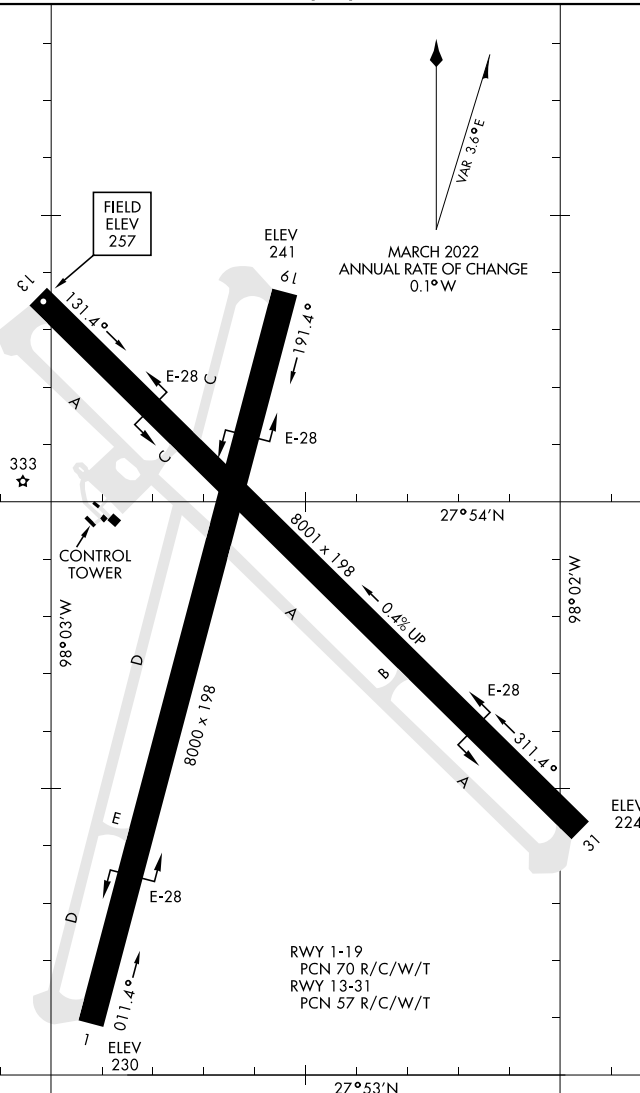 VAR 3.6°E
MARCH 2022
ANNUAL RATE OF CHANGE
0.1°W
FIELD
ELEV
257
ELEV
241
19
13
131.4°
191.4°
E-28
C
A
C
E-28
333
27°54'N
CONTROL
TOWER
8001 x 198
98°03'W
98°02'W
0.4% UP
A
D
B
E-28
8000 x 198
311.4°
A
ELEV
224
E
31
E-28
D
RWY 1-19
PCN 70 R/C/W/T
RWY 13-31
PCN 57 R/C/W/T
011.4°
1
ELEV
230
27°53'N